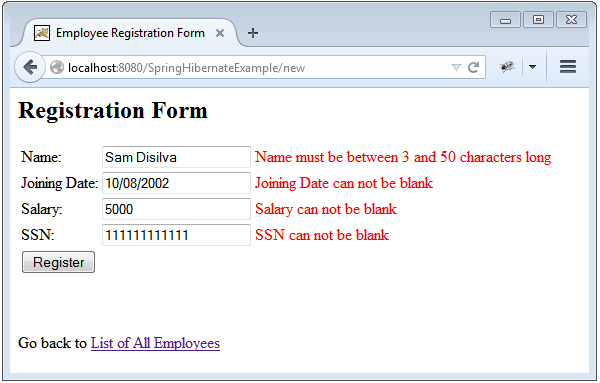 Employee Registration Form
localhost:8080/SpringHibernateExample/new
Registration Form
Name: Sam Disilva Name must be between 3 and 50 characters long
Joining Date: 10/08/2002 Joining Date can not be blank
Salary: 5000 Salary can not be blank
SSN: 111111111111 SSN can not be blank
Register
Go back to List of All Employees